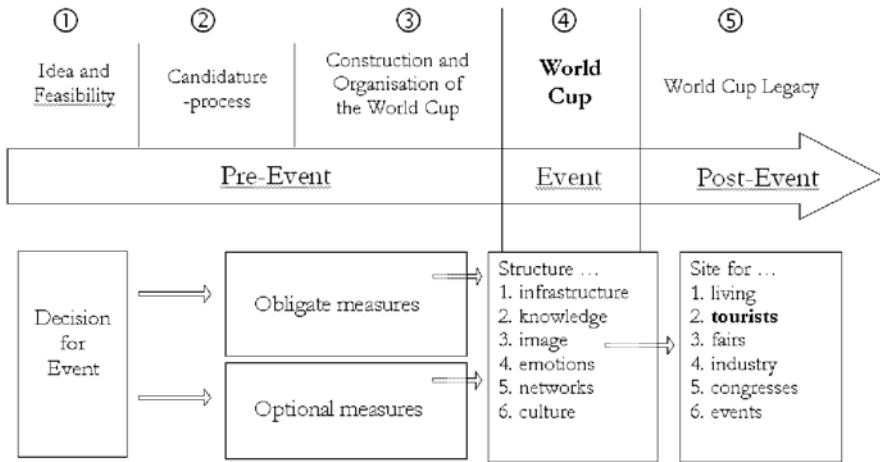 ①
②
③
④
⑤
Idea and
Feasibility
Candidature
-process
Construction and
Organisation of
the World Cup
World
Cup
World Cup Legacy
Pre-Event
Event
Post-Event
Decision
for
Event
Obligate measures
Optional measures
Structure ...
1. infrastructure
2. knowledge
3. image
4. emotions
5. networks
6. culture
Site for ...
1. living
2. tourists
3. fairs
4. industry
5. congresses
6. events